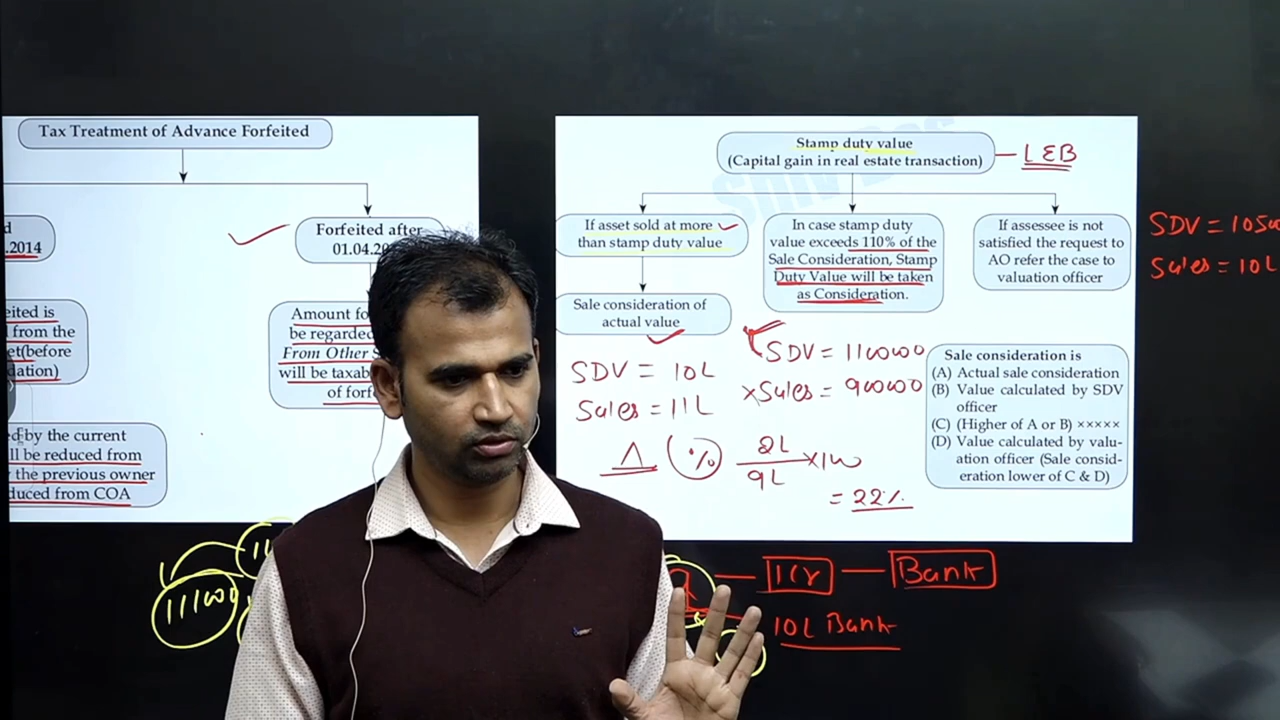 Tax Treatment of Advance Forfeited
d
.2014
Forfeited after
01.04.20
eited is
from the
et(before
dation)
Amount fo
be regarded
From Other S
will be taxab
of forf
ed by the current
ll be reduced from
the previous owner
duced from COA
Stamp duty value
(Capital gain in real estate transaction)
L&B
If asset sold at more
than stamp duty value
Sale consideration of
actual value
In case stamp duty
value exceeds 110% of the
Sale Consideration, Stamp
Duty Value will be taken
as Consideration.
If assessee is not
satisfied the request to
AO refer the case to
valuation officer
Sale consideration is
(A) Actual sale consideration
(B) Value calculated by SDV
officer
(C) (Higher of A or B) ×××××
(D) Value calculated by valu-
ation officer (Sale consid-
eration lower of C & D)
SDV = 10L
Sales = 11L
SDV = 1100000
×Sales = 900000
% 2L
9L ×100
= 22%
SDV = 1050
Sales = 10L
1Cr Bank
10L Bank